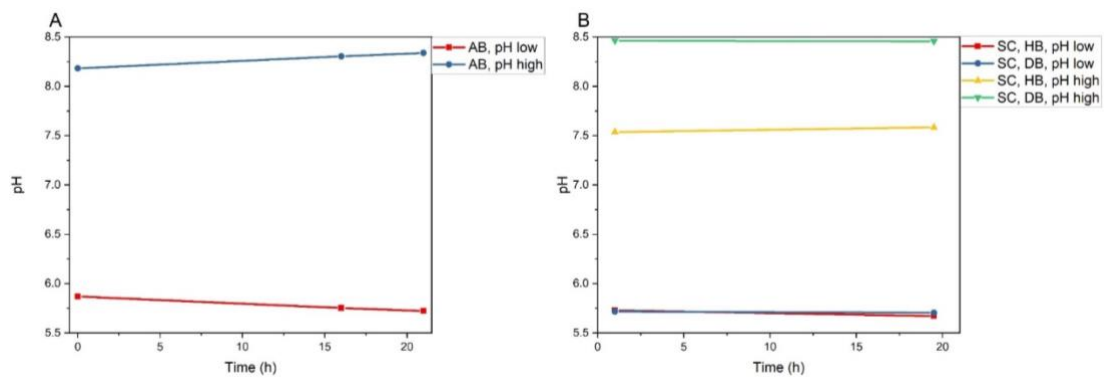 A
8.5
8.0
7.5
7.0
6.5
6.0
5.5
pH
0
5
10
15
20
Time (h)
AB, pH low
AB, pH high
B
8.5
8.0
7.5
7.0
6.5
6.0
5.5
pH
0
5
10
15
20
Time (h)
SC, HB, pH low
SC, DB, pH low
SC, HB, pH high
SC, DB, pH high